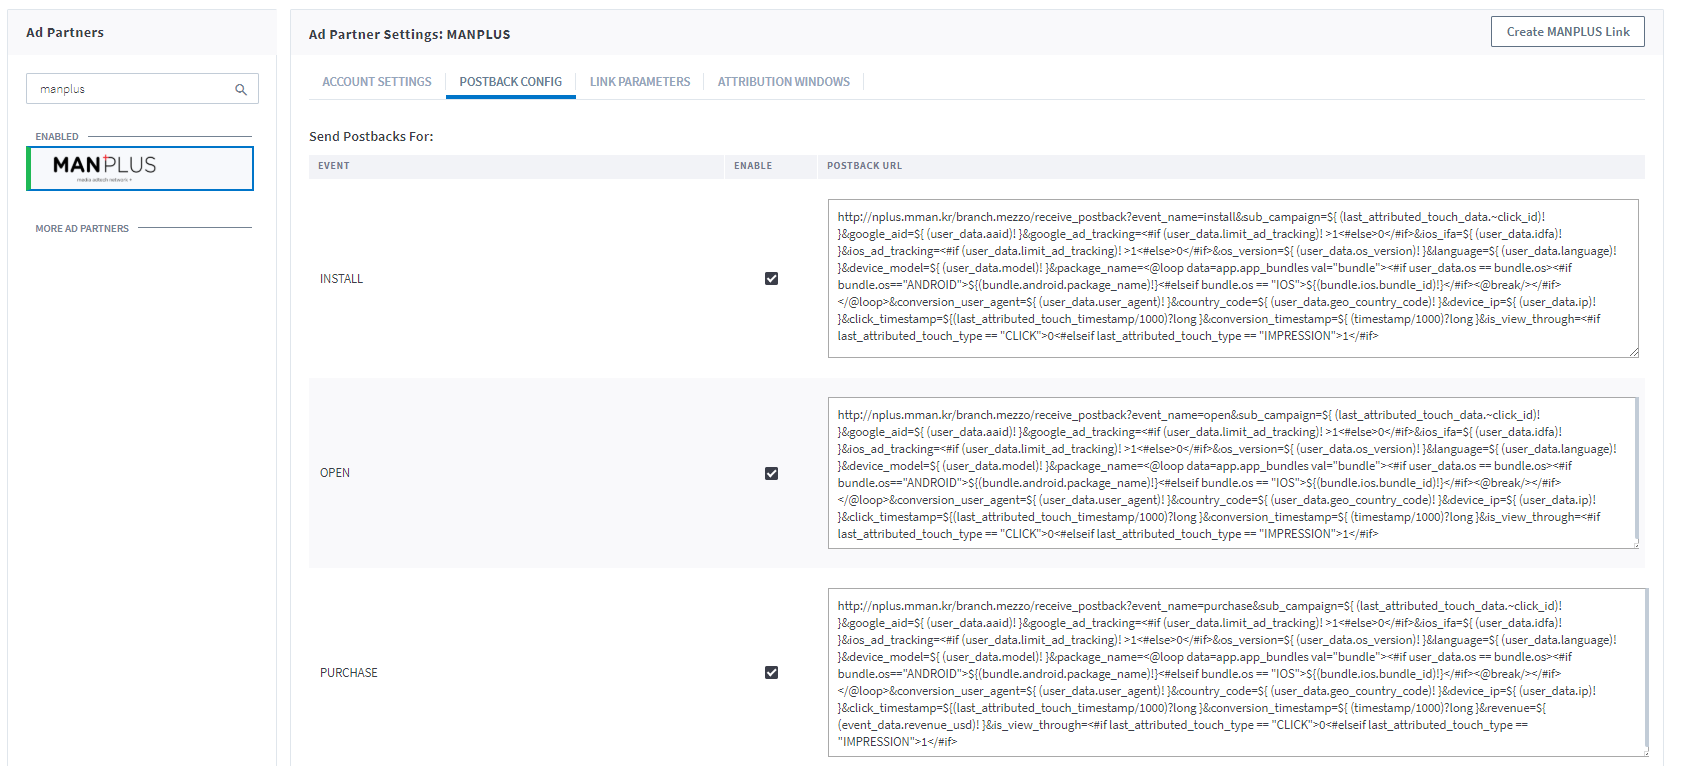 Ad Partners
manplus
ENABLED
MANPLUS
media adtech network +
MORE AD PARTNERS
Ad Partner Settings: MANPLUS
Create MANPLUS Link
ACCOUNT SETTINGS
POSTBACK CONFIG
LINK PARAMETERS
ATTRIBUTION WINDOWS
Send Postbacks For:
EVENT
ENABLE
POSTBACK URL
INSTALL
http://nplus.mman.kr/branch.mezzo/receive_postback?event_name=install&sub_campaign=${ (last_attributed_touch_data.~click_id)!
}&google_aid=${ (user_data.aaid)! }&google_ad_tracking=<#if (user_data.limit_ad_tracking)! >1<#else>0</#if>&ios_ifa=${ (user_data.idfa)!
}&ios_ad_tracking=<#if (user_data.limit_ad_tracking)! >1<#else>0</#if>&os_version=${ (user_data.os_version)! }&language=${ (user_data.language)!
}&device_model=${ (user_data.model)! }&package_name=<@loop data=app.app_bundles val="bundle"><#if user_data.os == bundle.os><#if
bundle.os=="ANDROID">${(bundle.android.package_name)!}<#elseif bundle.os == "IOS">${(bundle.ios.bundle_id)!}</#if><@break/></#if>
</@loop>&conversion_user_agent=${ (user_data.user_agent)! }&country_code=${ (user_data.geo_country_code)! }&device_ip=${ (user_data.ip)!
}&click_timestamp=${(last_attributed_touch_timestamp/1000)?long }&conversion_timestamp=${ (timestamp/1000)?long }&is_view_through=<#if
last_attributed_touch_type == "CLICK">0<#elseif last_attributed_touch_type == "IMPRESSION">1</#if>
OPEN
http://nplus.mman.kr/branch.mezzo/receive_postback?event_name=open&sub_campaign=${ (last_attributed_touch_data.~click_id)!
}&google_aid=${ (user_data.aaid)! }&google_ad_tracking=<#if (user_data.limit_ad_tracking)! >1<#else>0</#if>&ios_ifa=${ (user_data.idfa)!
}&ios_ad_tracking=<#if (user_data.limit_ad_tracking)! >1<#else>0</#if>&os_version=${ (user_data.os_version)! }&language=${ (user_data.language)!
}&device_model=${ (user_data.model)! }&package_name=<@loop data=app.app_bundles val="bundle"><#if user_data.os == bundle.os><#if
bundle.os=="ANDROID">${(bundle.android.package_name)!}<#elseif bundle.os == "IOS">${(bundle.ios.bundle_id)!}</#if><@break/></#if>
</@loop>&conversion_user_agent=${ (user_data.user_agent)! }&country_code=${ (user_data.geo_country_code)! }&device_ip=${ (user_data.ip)!
}&click_timestamp=${(last_attributed_touch_timestamp/1000)?long }&conversion_timestamp=${ (timestamp/1000)?long }&is_view_through=<#if
last_attributed_touch_type == "CLICK">0<#elseif last_attributed_touch_type == "IMPRESSION">1</#if>
PURCHASE
http://nplus.mman.kr/branch.mezzo/receive_postback?event_name=purchase&sub_campaign=${ (last_attributed_touch_data.~click_id)!
}&google_aid=${ (user_data.aaid)! }&google_ad_tracking=<#if (user_data.limit_ad_tracking)! >1<#else>0</#if>&ios_ifa=${ (user_data.idfa)!
}&ios_ad_tracking=<#if (user_data.limit_ad_tracking)! >1<#else>0</#if>&os_version=${ (user_data.os_version)! }&language=${ (user_data.language)!
}&device_model=${ (user_data.model)! }&package_name=<@loop data=app.app_bundles val="bundle"><#if user_data.os == bundle.os><#if
bundle.os=="ANDROID">${(bundle.android.package_name)!}<#elseif bundle.os == "IOS">${(bundle.ios.bundle_id)!}</#if><@break/></#if>
</@loop>&conversion_user_agent=${ (user_data.user_agent)! }&country_code=${ (user_data.geo_country_code)! }&device_ip=${ (user_data.ip)!
}&click_timestamp=${(last_attributed_touch_timestamp/1000)?long }&conversion_timestamp=${ (timestamp/1000)?long }&revenue=${
(event_data.revenue_usd)! }&is_view_through=<#if last_attributed_touch_type == "CLICK">0<#elseif last_attributed_touch_type ==
"IMPRESSION">1</#if>